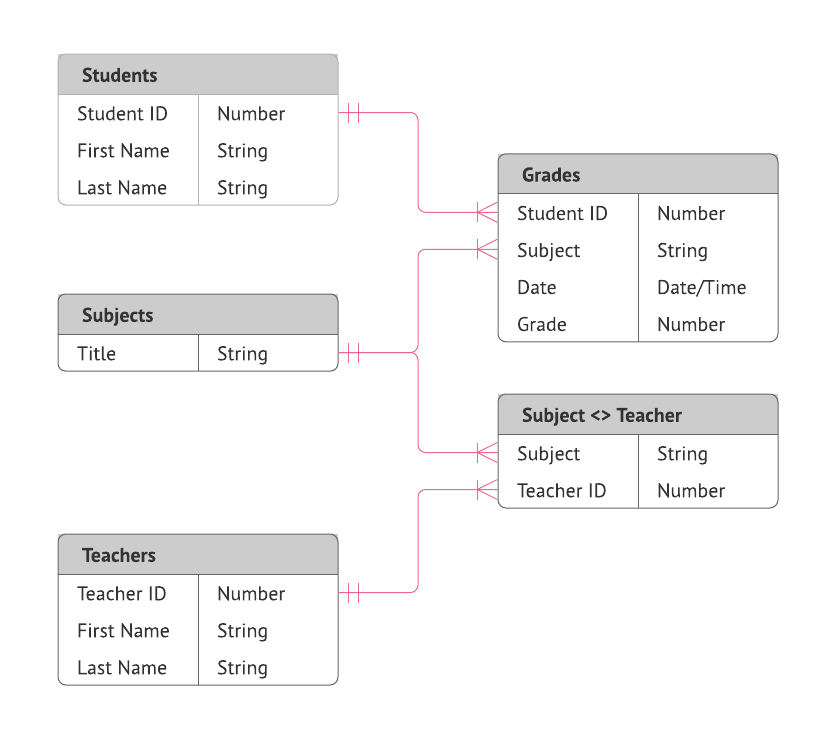 Students
Student ID Number
First Name String
Last Name String
Grades
Student ID Number
Subject String
Date Date/Time
Grade Number
Subjects
Title String
Subject <> Teacher
Subject String
Teacher ID Number
Teachers
Teacher ID Number
First Name String
Last Name String